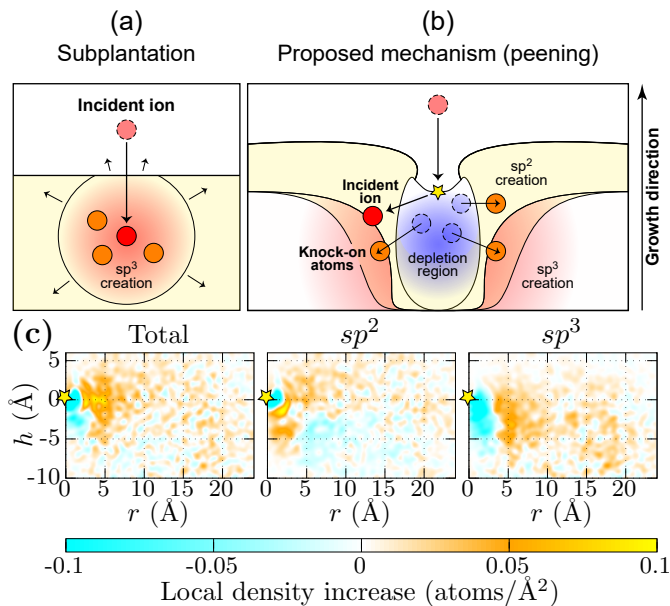 (a)
Subplantation
(b)
Proposed mechanism (peening)
Incident ion
sp3
creation
Incident
ion
Knock-on
atoms
depletion
region
sp2
creation
sp3
creation
Growth direction
(c)
Total
sp2
sp3
h (Å)
5
0
-5
-10
0 5 10 15 20
0 5 10 15 20
0 5 10 15 20
r (Å)
r (Å)
r (Å)
-0.1 -0.05 0 0.05 0.1
Local density increase (atoms/Å2)